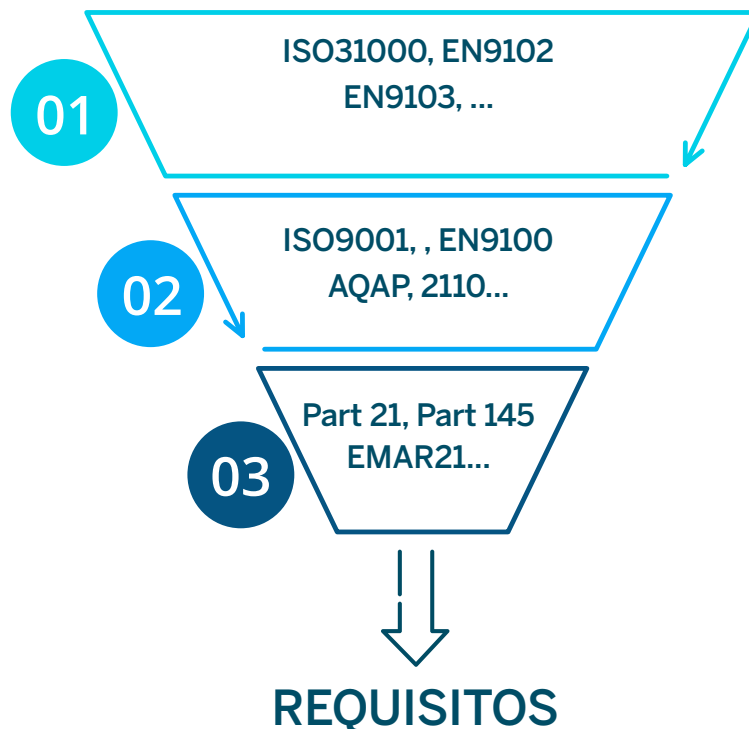 ISO31000, EN9102
EN9103, ...
01
ISO9001, , EN9100
AQAP, 2110...
02
Part 21, Part 145
EMAR21...
03
REQUISITOS